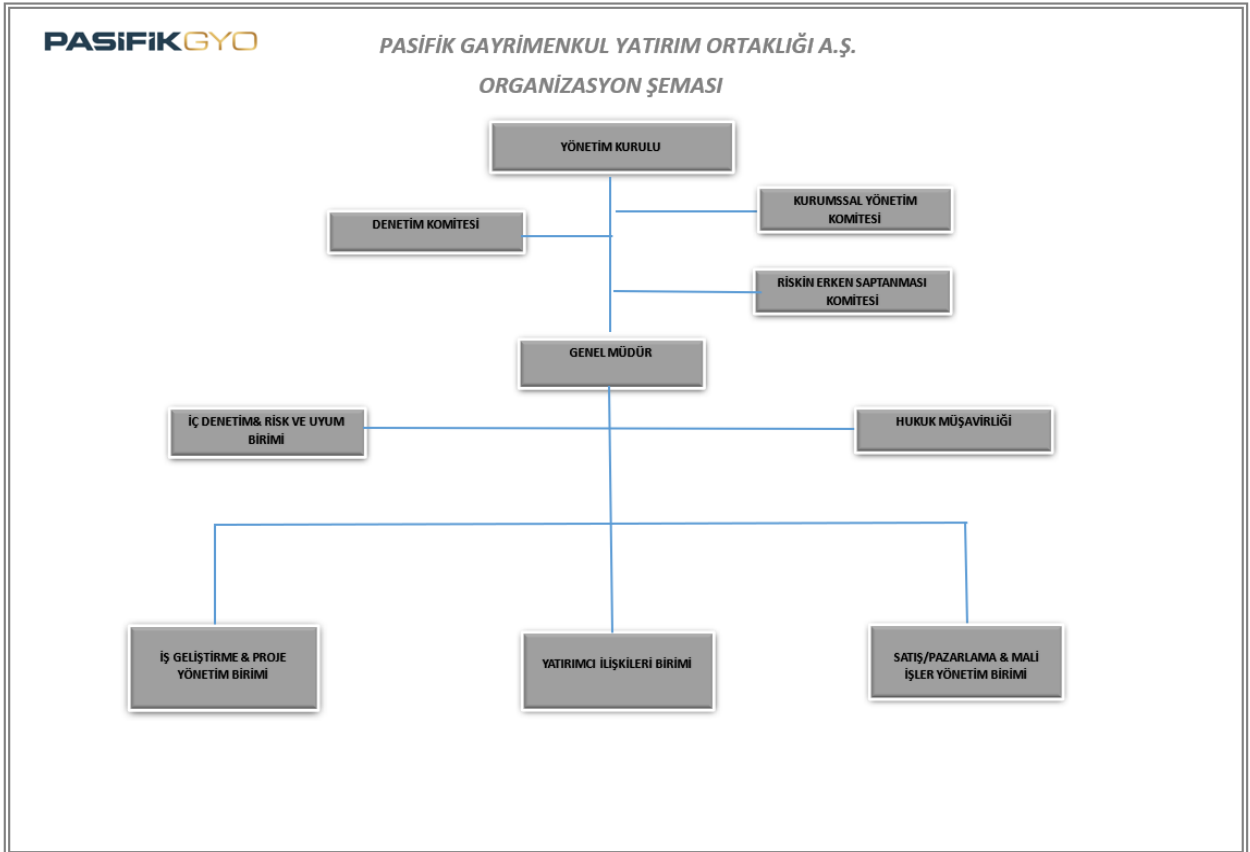 PASİFİKGYO
PASİFİK GAYRİMENKUL YATIRIM ORTAKLIĞI A.Ş.
ORGANİZASYON ŞEMASI
YÖNETİM KURULU
KURUMSSAL YÖNETİM
KOMİTESİ
DENETİM KOMİTESİ
RİSKİN ERKEN SAPTANMASI
KOMİTESİ
GENEL MÜDÜR
İÇ DENETİM& RİSK VE UYUM
BİRİMİ
HUKUK MÜŞAVİRLİĞİ
İŞ GELİŞTİRME & PROJE
YÖNETİM BİRİMİ
YATIRIMCI İLİŞKİLERİ BİRİMİ
SATIŞ/PAZARLAMA & MALİ
İŞLER YÖNETİM BİRİMİ